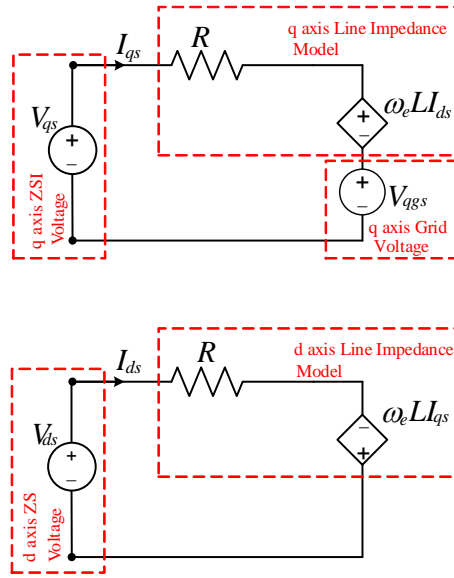 q axis Line Impedance
Model
I_qs
R
ω_eLI_ds
V_qs
+
−
+
−
q axis ZSI
Voltage
+
−
V_qgs
q axis Grid
Voltage
d axis Line Impedance
Model
I_ds
R
ω_eLI_qs
V_ds
+
−
−
+
d axis ZS
Voltage